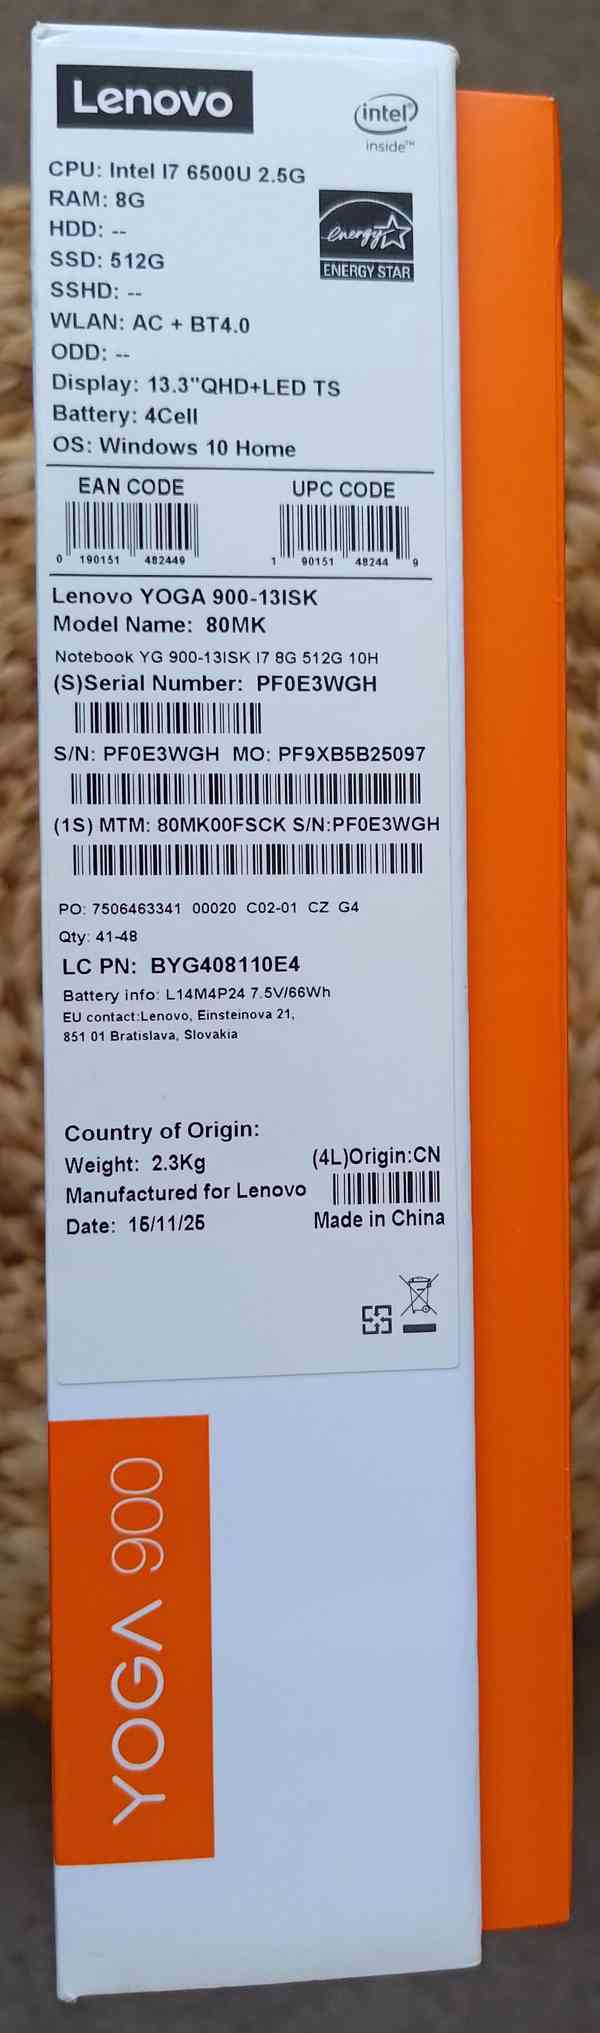 Lenovo
intel
inside™
CPU: Intel I7 6500U 2.5G
RAM: 8G
HDD: --
SSD: 512G
SSHD: --
WLAN: AC + BT4.0
ODD: --
Display: 13.3"QHD+LED TS
Battery: 4Cell
OS: Windows 10 Home
energy
ENERGY STAR
EAN CODE
0 190151 482449
UPC CODE
1 90151 48244 9
Lenovo YOGA 900-13ISK
Model Name: 80MK
Notebook YG 900-13ISK I7 8G 512G 10H
(S)Serial Number: PF0E3WGH
S/N: PF0E3WGH MO: PF9XB5B25097
(1S) MTM: 80MK00FSCK S/N:PF0E3WGH
PO: 7506463341 00020 C02-01 CZ G4
Qty: 41-48
LC PN: BYG408110E4
Battery info: L14M4P24 7.5V/66Wh
EU contact:Lenovo, Einsteinova 21,
851 01 Bratislava, Slovakia
Country of Origin:
Weight: 2.3Kg
(4L)Origin:CN
Manufactured for Lenovo
Date: 15/11/25
Made in China
YOGA 900